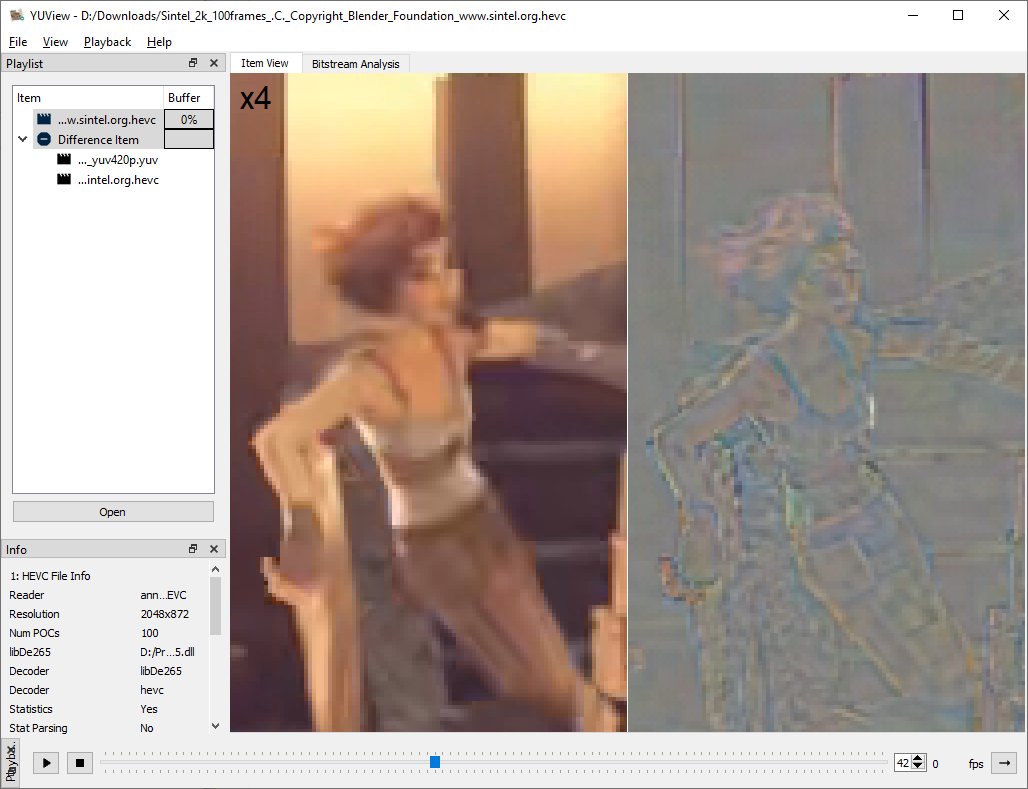 YUView - D:/Downloads/Sintel_2k_100frames_.C._Copyright_Blender_Foundation_www.sintel.org.hevc
File View Playback Help
Playlist
Item View Bitstream Analysis
Item Buffer
x4
...w.sintel.org.hevc 0%
Difference Item
..._yuv420p.yuv
...intel.org.hevc
Open
Info
1: HEVC File Info
Reader ann...EVC
Resolution 2048x872
Num POCs 100
libDe265 D:/Pr...5.dll
Decoder libDe265
Decoder hevc
Statistics Yes
Stat Parsing No
42 0 fps